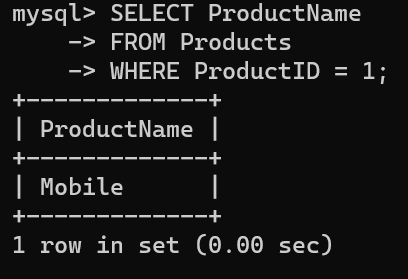 mysql> SELECT ProductName
    -> FROM Products
    -> WHERE ProductID = 1;
+-------------+
| ProductName |
+-------------+
| Mobile      |
+-------------+
1 row in set (0.00 sec)